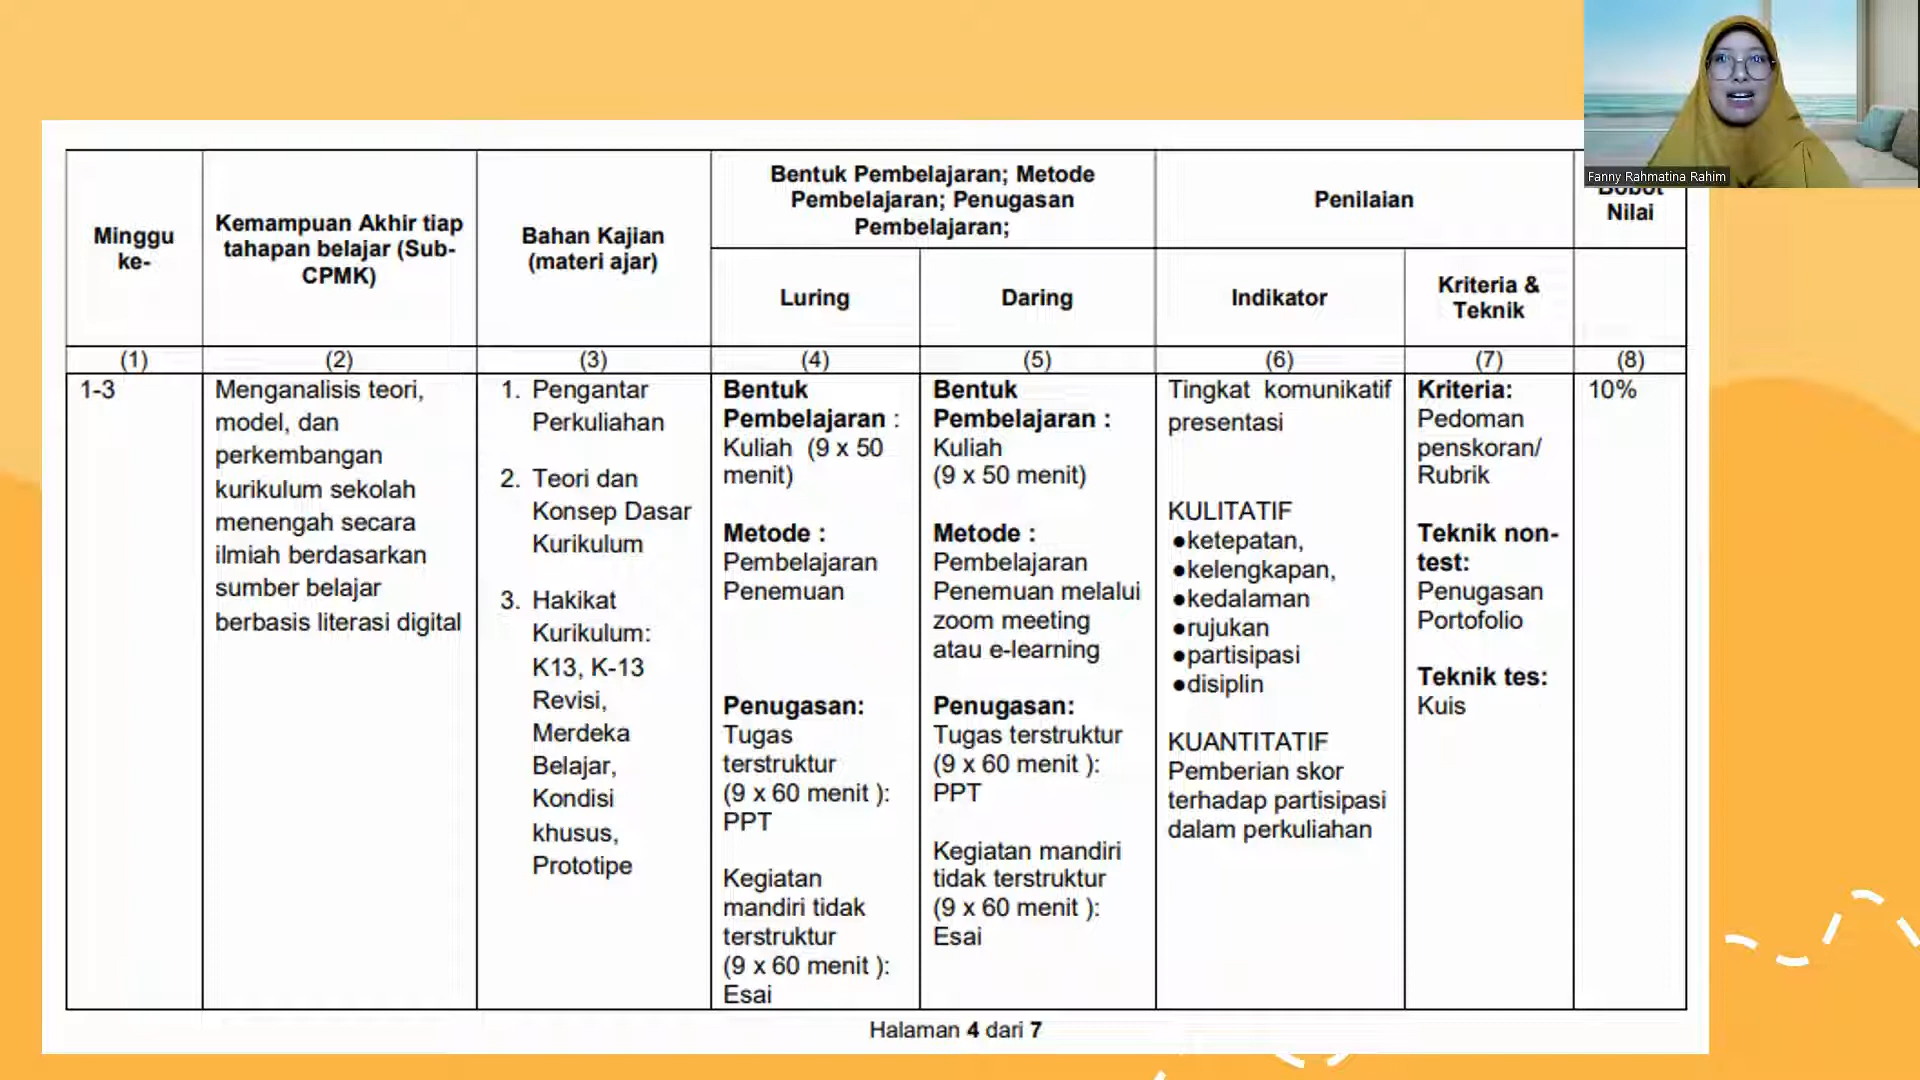 Fanny Rahmatina Rahim
Minggu
ke-
Kemampuan Akhir tiap
tahapan belajar (Sub-
CPMK)
Bahan Kajian
(materi ajar)
Bentuk Pembelajaran; Metode
Pembelajaran; Penugasan
Pembelajaran;
Penilaian
Bobot
Nilai
Luring
Daring
Indikator
Kriteria &
Teknik
(1)
(2)
(3)
(4)
(5)
(6)
(7)
(8)
1-3
Menganalisis teori,
model, dan
perkembangan
kurikulum sekolah
menengah secara
ilmiah berdasarkan
sumber belajar
berbasis literasi digital
1. Pengantar
Perkuliahan
2. Teori dan
Konsep Dasar
Kurikulum
3. Hakikat
Kurikulum:
K13, K-13
Revisi,
Merdeka
Belajar,
Kondisi
khusus,
Prototipe
Bentuk
Pembelajaran :
Kuliah (9 x 50
menit)
Metode :
Pembelajaran
Penemuan
Penugasan:
Tugas
terstruktur
(9 x 60 menit ):
PPT
Kegiatan
mandiri tidak
terstruktur
(9 x 60 menit ):
Esai
Bentuk
Pembelajaran :
Kuliah
(9 x 50 menit)
Metode :
Pembelajaran
Penemuan melalui
zoom meeting
atau e-learning
Penugasan:
Tugas terstruktur
(9 x 60 menit ):
PPT
Kegiatan mandiri
tidak terstruktur
(9 x 60 menit ):
Esai
Tingkat komunikatif
presentasi
KULITATIF
●ketepatan,
●kelengkapan,
●kedalaman
●rujukan
●partisipasi
●disiplin
KUANTITATIF
Pemberian skor
terhadap partisipasi
dalam perkuliahan
Kriteria:
Pedoman
penskoran/
Rubrik
Teknik non-
test:
Penugasan
Portofolio
Teknik tes:
Kuis
10%
Halaman 4 dari 7